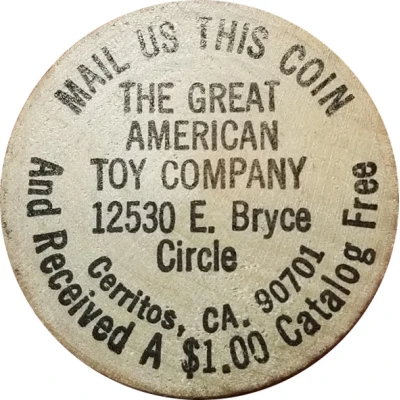 MAIL US THIS COIN
THE GREAT
AMERICAN
TOY COMPANY
12530 E. Bryce
Circle
Cerritos, CA. 90701
And Received A $1.00 Catalog Free